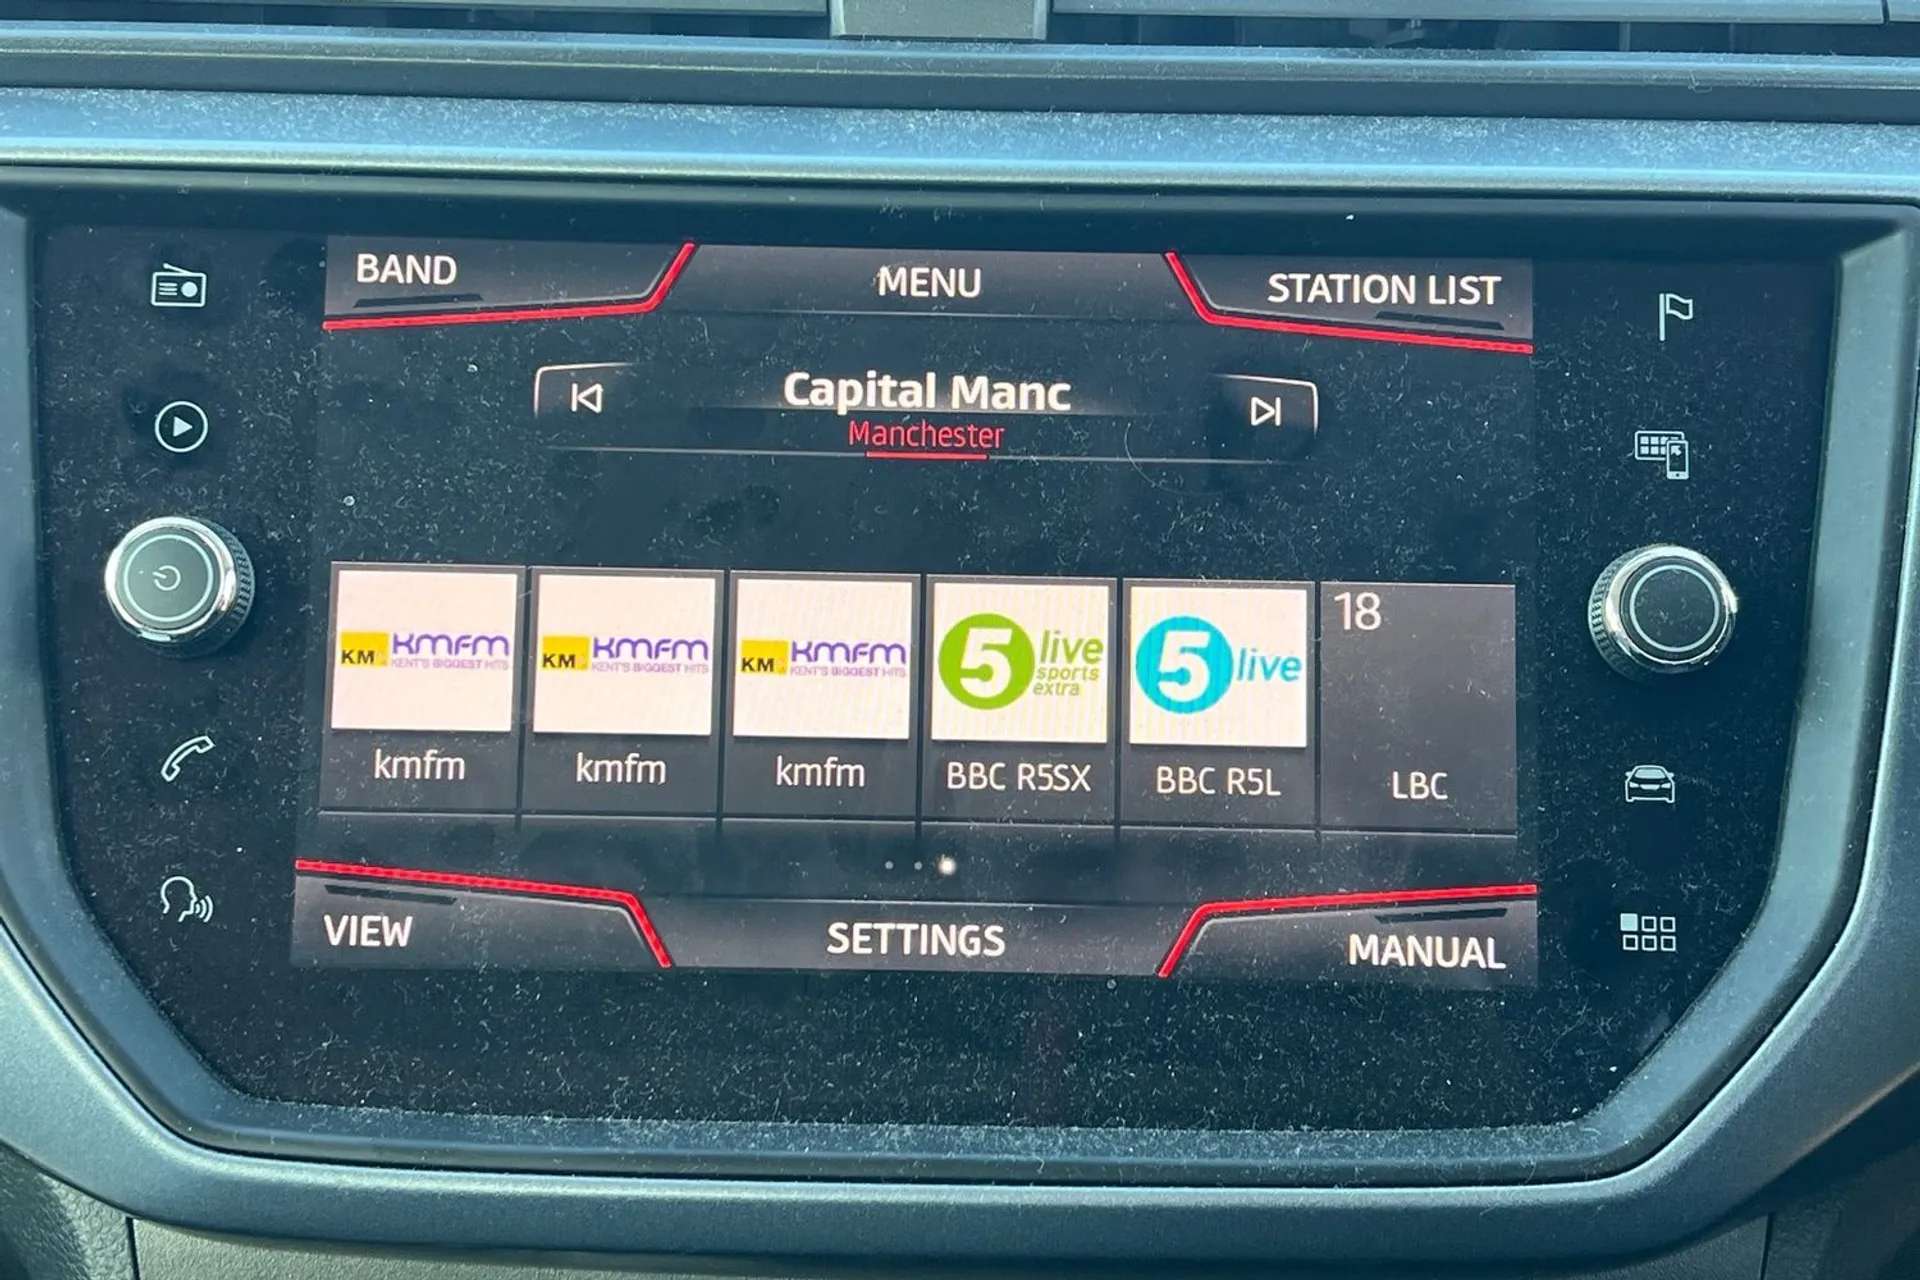 BAND
MENU
STATION LIST
Capital Manc
Manchester
KM kmfm
KENT'S BIGGEST HITS
KM kmfm
KENT'S BIGGEST HITS
KM kmfm
KENT'S BIGGEST HITS
5 live
sports
extra
5 live
18
kmfm
kmfm
kmfm
BBC R5SX
BBC R5L
LBC
VIEW
SETTINGS
MANUAL